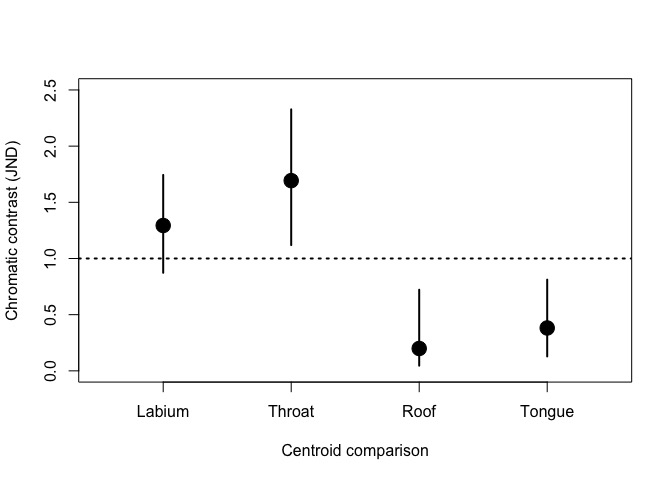 Chromatic contrast (JND)
2.5
2.0
1.5
1.0
0.5
0.0
Labium Throat Roof Tongue
Centroid comparison